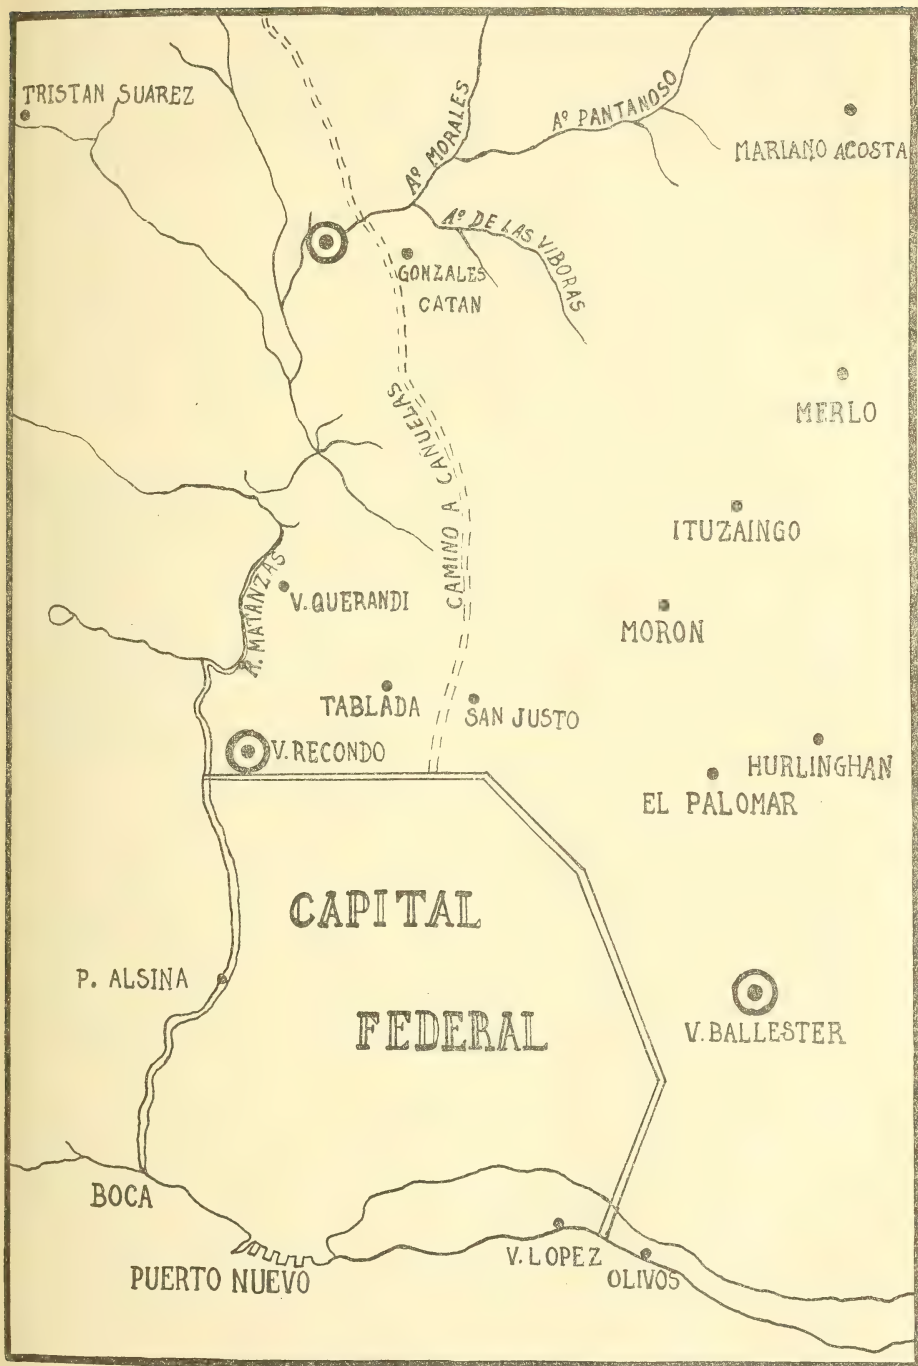 TRISTAN SUAREZ
Aº MORALES
Aº PANTANOSO
MARIANO ACOSTA
Aº DE LAS VIBORAS
GONZALES
CATAN
MERLO
CAMINO A CAÑUELAS
ITUZAINGO
R. MATANZAS
V. QUERANDI
MORON
TABLADA
SAN JUSTO
V. RECONDO
HURLINGHAN
EL PALOMAR
CAPITAL
FEDERAL
P. ALSINA
V. BALLESTER
BOCA
PUERTO NUEVO
V. LOPEZ
OLIVOS